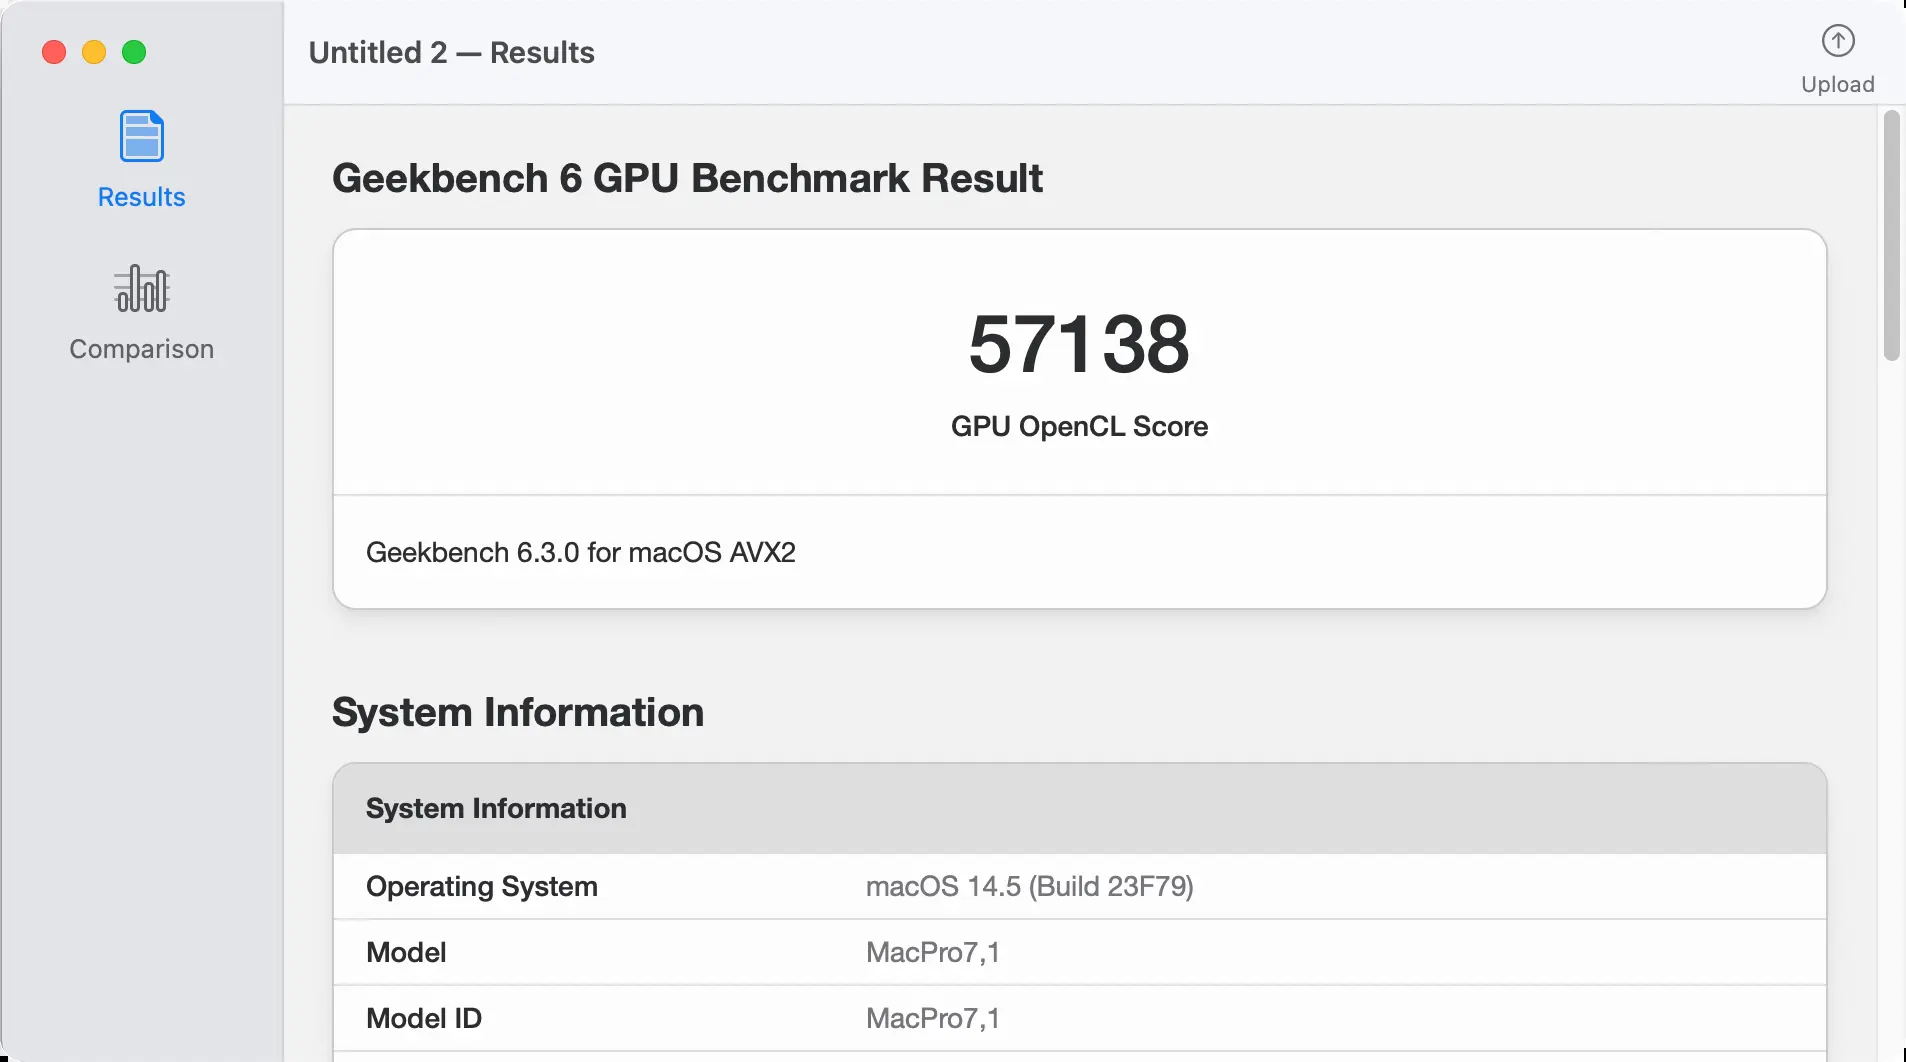 Untitled 2 — Results
Upload
Results
Comparison
Geekbench 6 GPU Benchmark Result
57138
GPU OpenCL Score
Geekbench 6.3.0 for macOS AVX2
System Information
System Information
Operating System macOS 14.5 (Build 23F79)
Model MacPro7,1
Model ID MacPro7,1